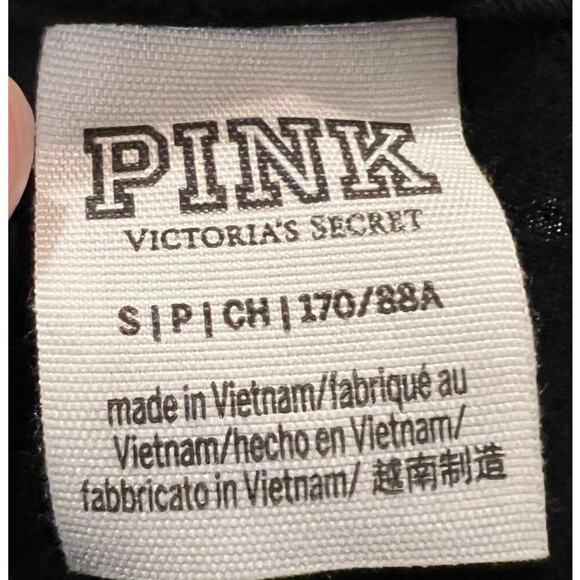 PINK
VICTORIA'S SECRET
S|P|CH|170/88A
made in Vietnam/fabriqué au
Vietnam/hecho en Vietnam/
fabbricato in Vietnam/ 越南制造